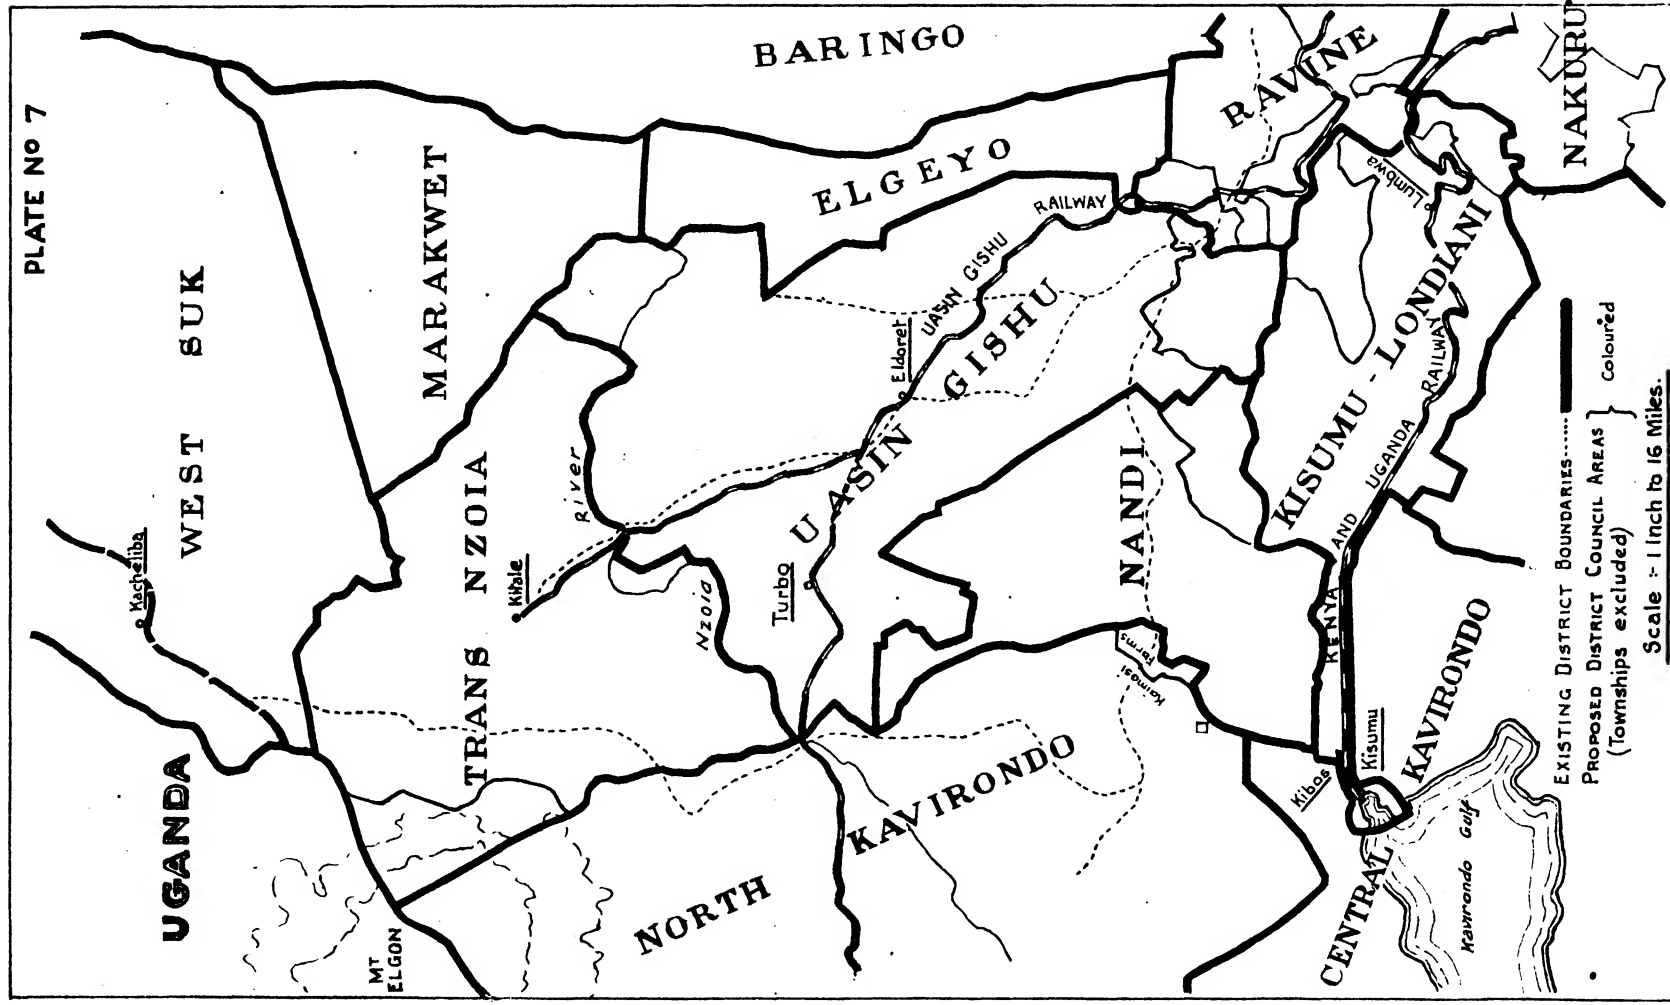 PLATE No 7
BARINGO
RAVINE
NAKURU
WEST SUK
MARAKWET
ELGEYO
RAILWAY
UASIN GISHU
Lumbwa
Eldoret
UASIN GISHU
KISUMU - LONDIANI
KENYA AND UGANDA RAILWAY
River
Nzoia
TRANS NZOIA
Kitale
Kacheliba
Turbo
NANDI
Kaimosi
Farms
UGANDA
MT
ELGON
NORTH KAVIRONDO
Kibos
Kisumu
CENTRAL KAVIRONDO
Kavirondo Gulf
EXISTING DISTRICT BOUNDARIES.......
PROPOSED DISTRICT COUNCIL AREAS } Coloured
(Townships excluded)
Scale :- 1 Inch to 16 Miles.